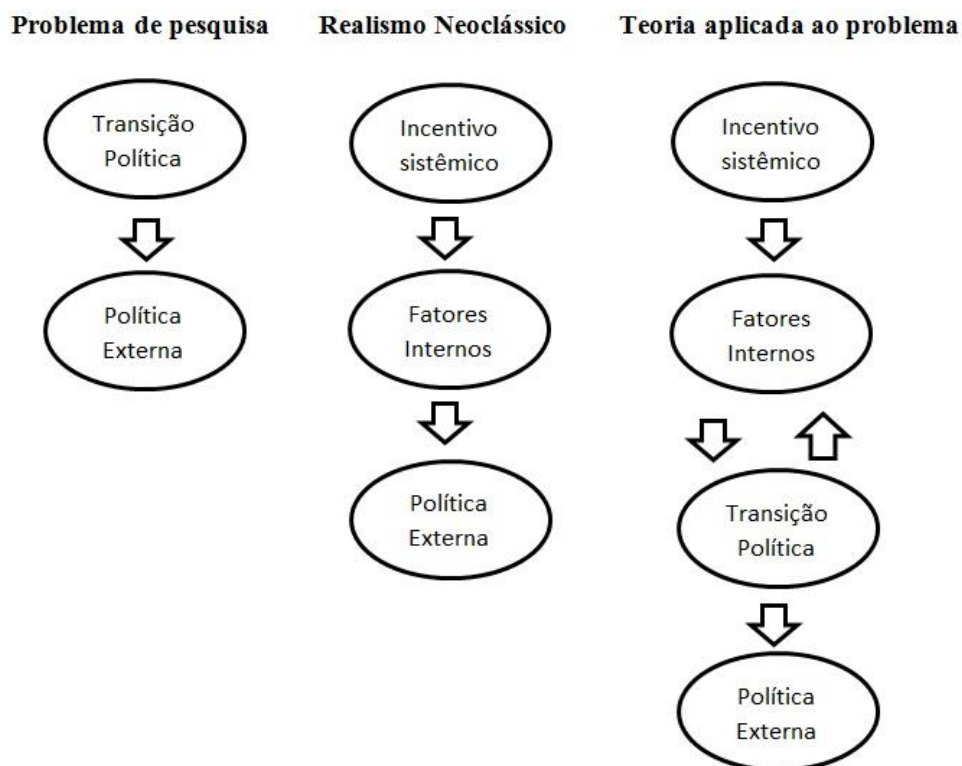 Problema de pesquisa
Transição
Política
Política
Externa
Realismo Neoclássico
Incentivo
sistêmico
Fatores
Internos
Política
Externa
Teoria aplicada ao problema
Incentivo
sistêmico
Fatores
Internos
Transição
Política
Política
Externa